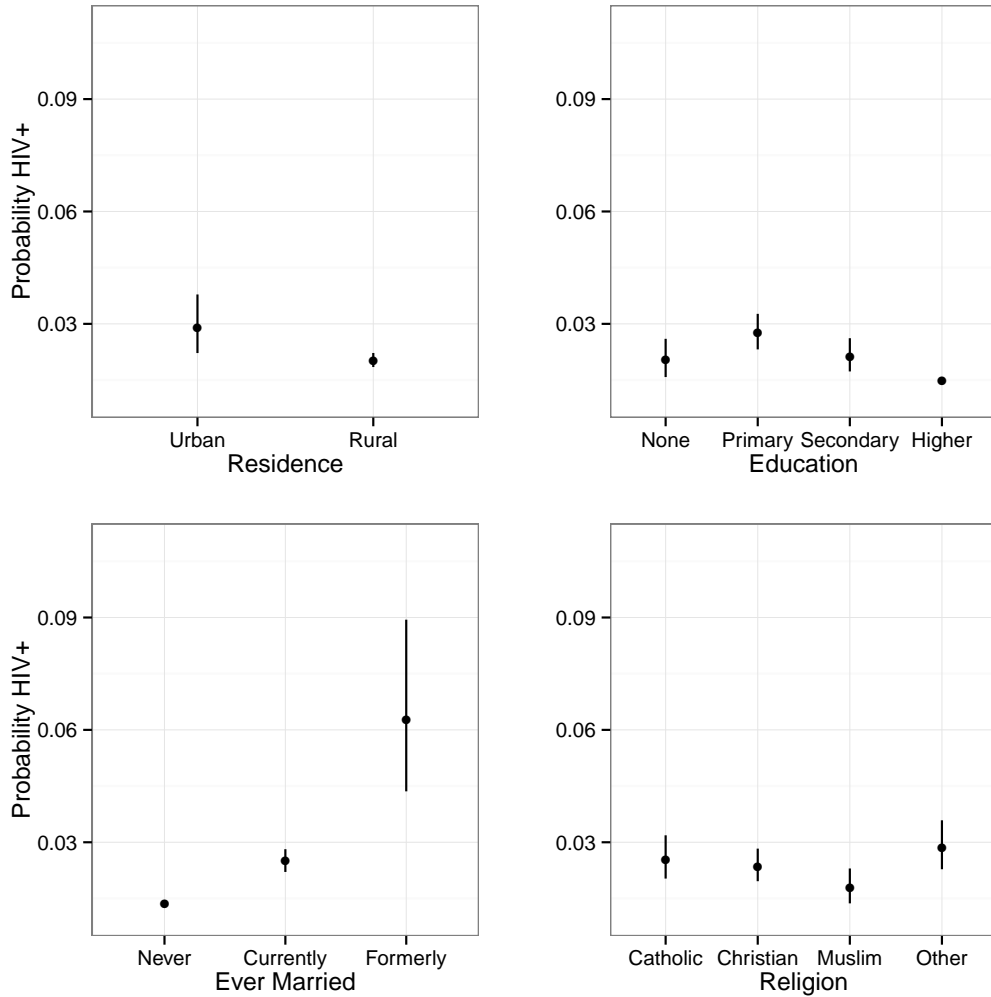 Probability HIV+
0.09
0.06
0.03
Urban Rural
Residence
0.09
0.06
0.03
None Primary Secondary Higher
Education
Probability HIV+
0.09
0.06
0.03
Never Currently Formerly
Ever Married
0.09
0.06
0.03
Catholic Christian Muslim Other
Religion